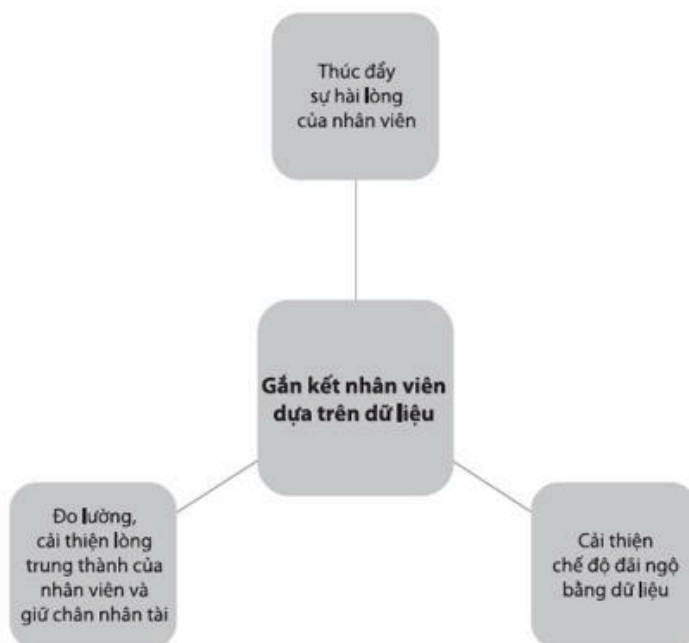 Thúc đẩy
sự hài lòng
của nhân viên
Gắn kết nhân viên
dựa trên dữ liệu
Đo lường,
cải thiện lòng
trung thành của
nhân viên và
giữ chân nhân tài
Cải thiện
chế độ đãi ngộ
bằng dữ liệu